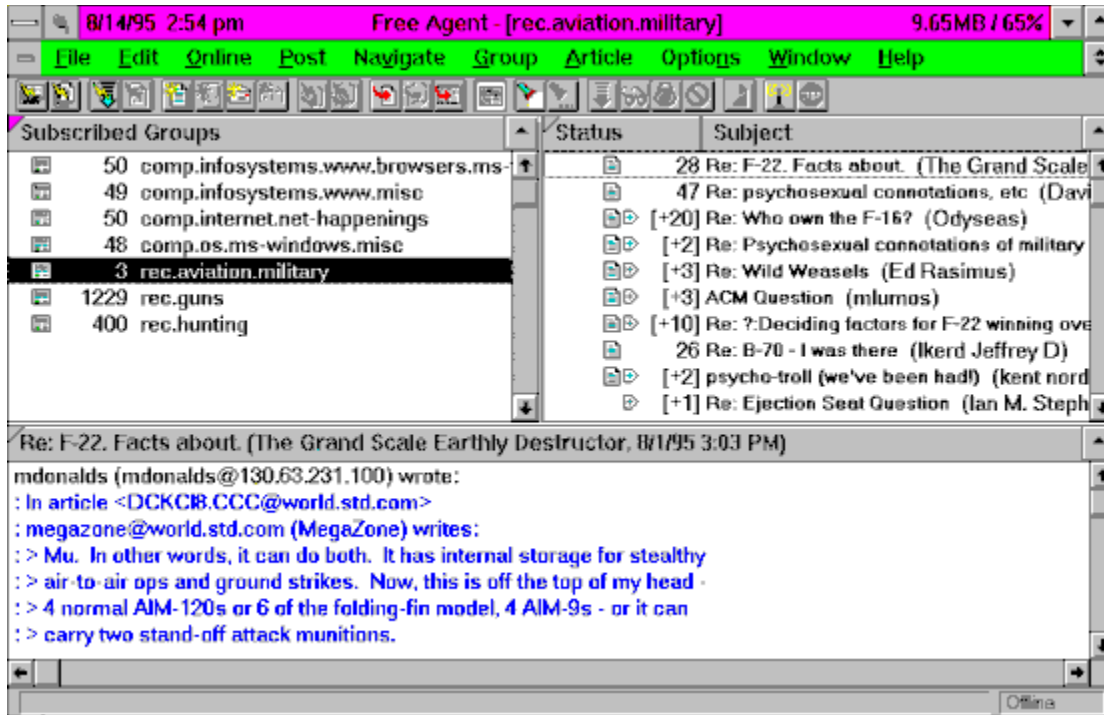 8/14/95 2:54 pm Free Agent - [rec.aviation.military] 9.65MB / 65%
File Edit Online Post Navigate Group Article Options Window Help
Subscribed Groups
50 comp.infosystems.www.browsers.ms-
49 comp.infosystems.www.misc
50 comp.internet.net-happenings
48 comp.os.ms-windows.misc
3 rec.aviation.military
1229 rec.guns
400 rec.hunting
Status Subject
28 Re: F-22. Facts about. (The Grand Scale
47 Re: psychosexual connotations, etc (Davi
[+20] Re: Who own the F-16? (Odyseas)
[+2] Re: Psychosexual connotations of military
[+3] Re: Wild Weasels (Ed Rasimus)
[+3] ACM Question (mlumos)
[+10] Re: ?:Deciding factors for F-22 winning ove
26 Re: B-70 - I was there (Ikerd Jeffrey D)
[+2] psycho-troll (we've been had!) (kent nord
[+1] Re: Ejection Seat Question (Ian M. Steph
Re: F-22. Facts about. (The Grand Scale Earthly Destructor, 8/1/95 3:03 PM)
mdonalds (mdonalds@130.63.231.100) wrote:
: In article <DCKCI8.CCC@world.std.com>
: megazone@world.std.com (MegaZone) writes:
: > Mu. In other words, it can do both. It has internal storage for stealthy
: > air-to-air ops and ground strikes. Now, this is off the top of my head -
: > 4 normal AIM-120s or 6 of the folding-fin model, 4 AIM-9s - or it can
: > carry two stand-off attack munitions.
Offline